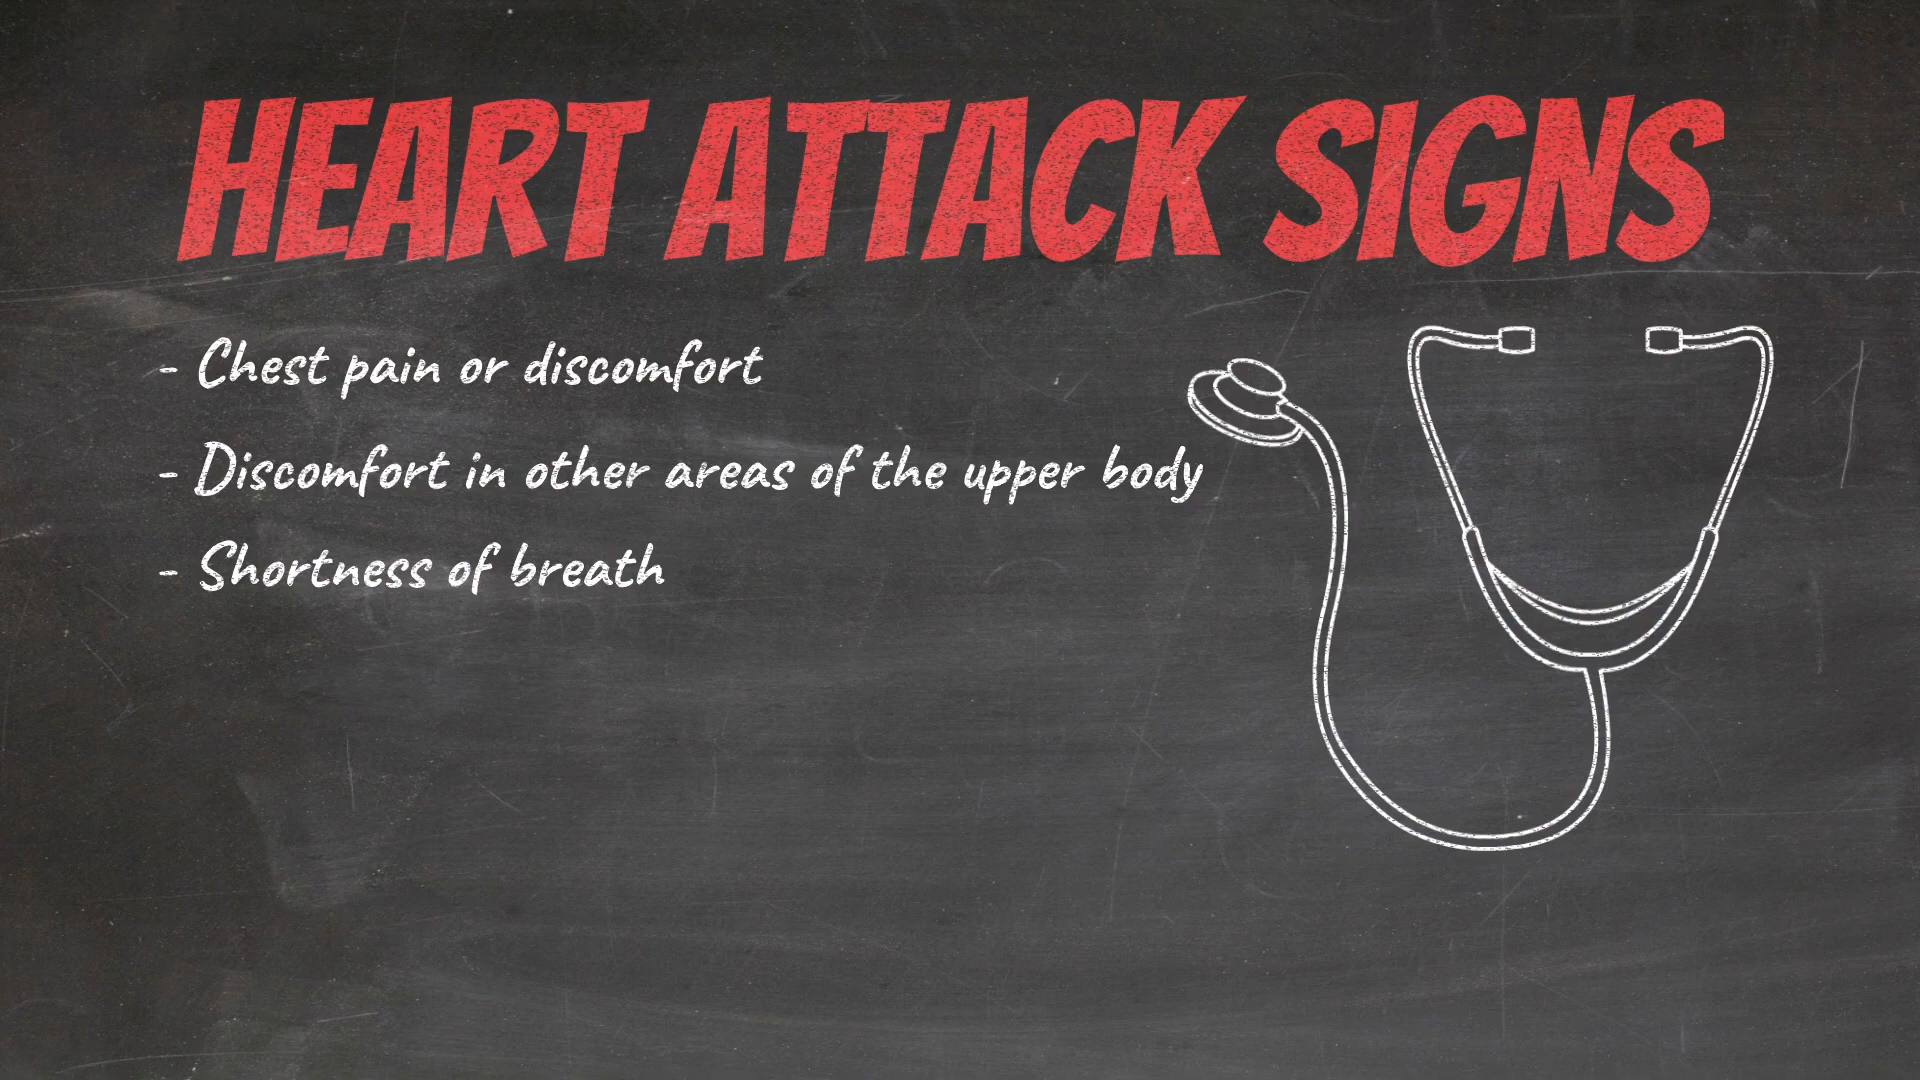 HEART ATTACK SIGNS
- Chest pain or discomfort
- Discomfort in other areas of the upper body
- Shortness of breath